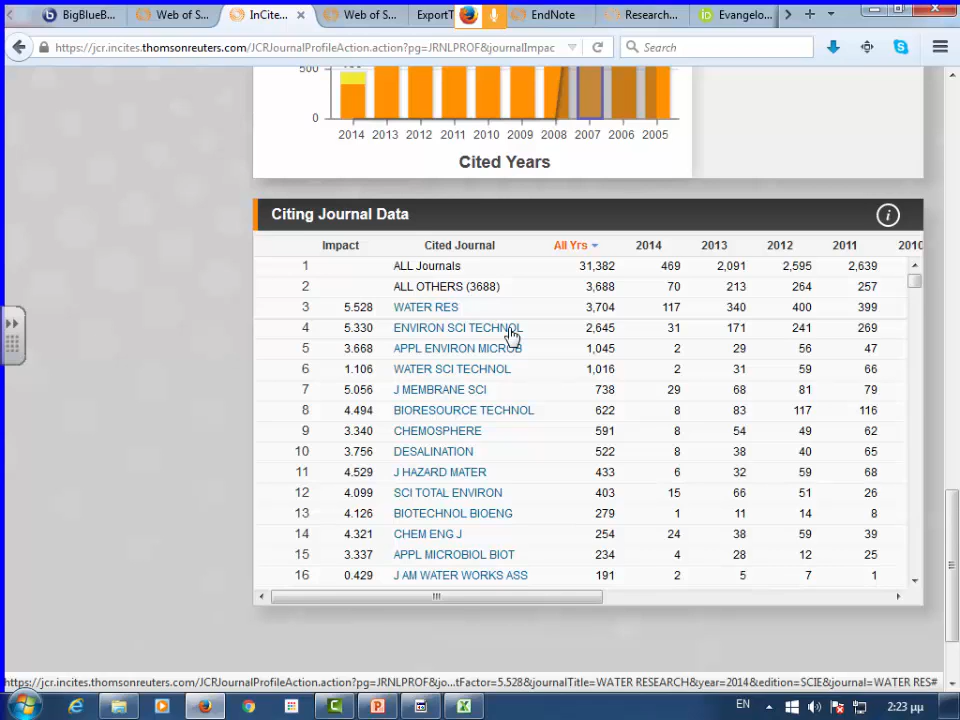 BigBlueB...
Web of S...
InCite...
Web of S...
ExportT
EndNote
Research...
Evangelo...
https://jcr.incites.thomsonreuters.com/JCRJournalProfileAction.action?pg=JRNLPROF&journalImpac
Search
500
0
2014 2013 2012 2011 2010 2009 2008 2007 2006 2005
Cited Years
Citing Journal Data
Impact Cited Journal All Yrs 2014 2013 2012 2011 2010
1 ALL Journals 31,382 469 2,091 2,595 2,639
2 ALL OTHERS (3688) 3,688 70 213 264 257
3 5.528 WATER RES 3,704 117 340 400 399
4 5.330 ENVIRON SCI TECHNOL 2,645 31 171 241 269
5 3.668 APPL ENVIRON MICROB 1,045 2 29 56 47
6 1.106 WATER SCI TECHNOL 1,016 2 31 59 66
7 5.056 J MEMBRANE SCI 738 29 68 81 79
8 4.494 BIORESOURCE TECHNOL 622 8 83 117 116
9 3.340 CHEMOSPHERE 591 8 54 49 62
10 3.756 DESALINATION 522 8 38 40 65
11 4.529 J HAZARD MATER 433 6 32 59 68
12 4.099 SCI TOTAL ENVIRON 403 15 66 51 26
13 4.126 BIOTECHNOL BIOENG 279 1 11 14 8
14 4.321 CHEM ENG J 254 24 38 59 39
15 3.337 APPL MICROBIOL BIOT 234 4 28 12 25
16 0.429 J AM WATER WORKS ASS 191 2 5 7 1
https://jcr.incites.thomsonreuters.com/JCRJournalProfileAction.action?pg=JRNLPROF&jo...tFactor=5.528&journalTitle=WATER RESEARCH&year=2014&edition=SCIE&journal=WATER RES#
EN
2:23 μμ